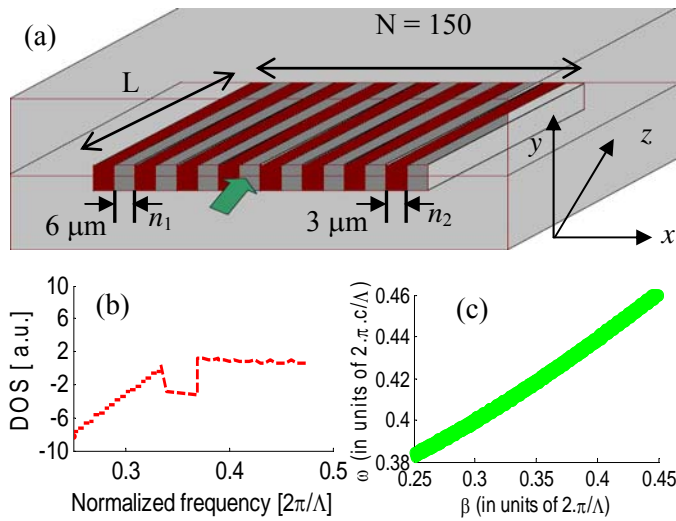 (a)
N = 150
L
6 μm
n1
3 μm
n2
y
z
x
(b)
DOS [ a.u.]
10
6
2
-2
-6
-10
0.3
0.4
0.5
Normalized frequency [2π/Λ]
(c)
ω (in units of 2.π.c/Λ)
0.46
0.44
0.42
0.4
0.38
0.25
0.3
0.35
0.4
0.45
β (in units of 2.π/Λ)